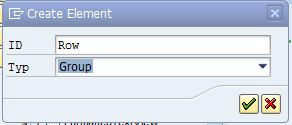 Create Element
ID Row
Typ Group